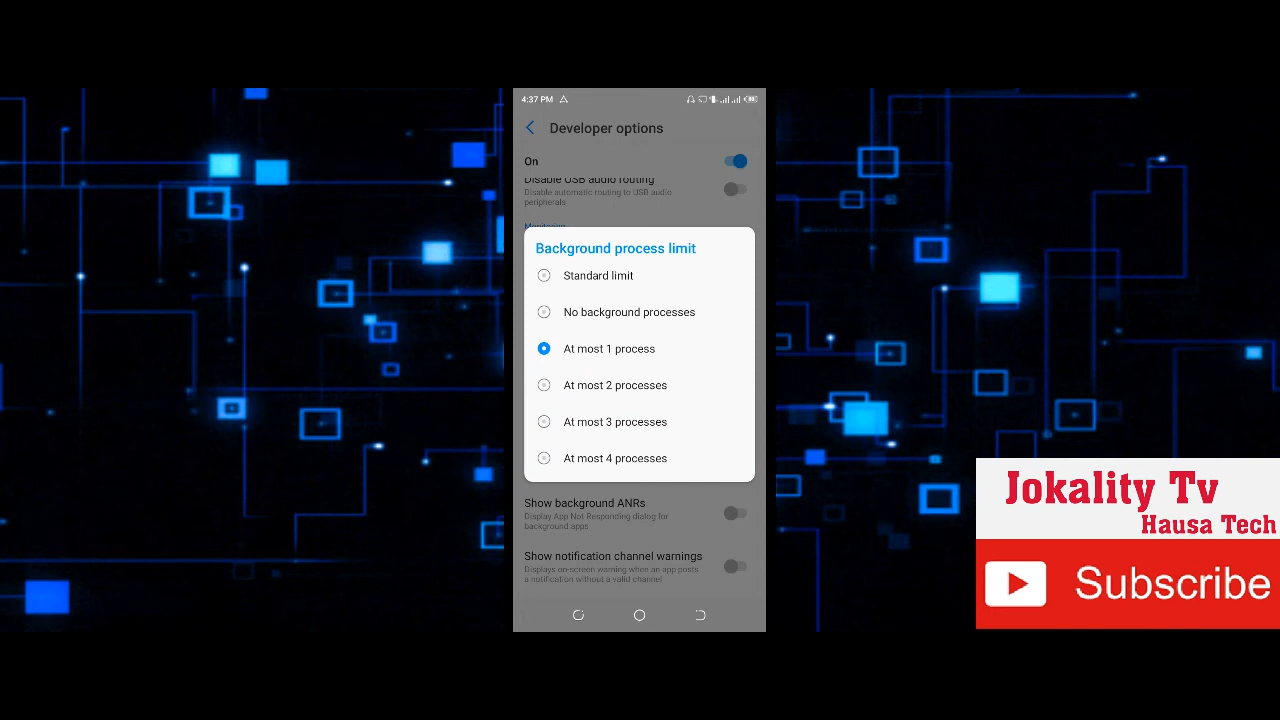 4:37 PM
Developer options
On
Disable USB audio routing
Disable automatic routing to USB audio
peripherals
Monitoring
Background process limit
Standard limit
No background processes
At most 1 process
At most 2 processes
At most 3 processes
At most 4 processes
Show background ANRs
Display App Not Responding dialog for
background apps
Show notification channel warnings
Displays on-screen warning when an app posts
a notification without a valid channel
Jokality Tv
Hausa Tech
Subscribe